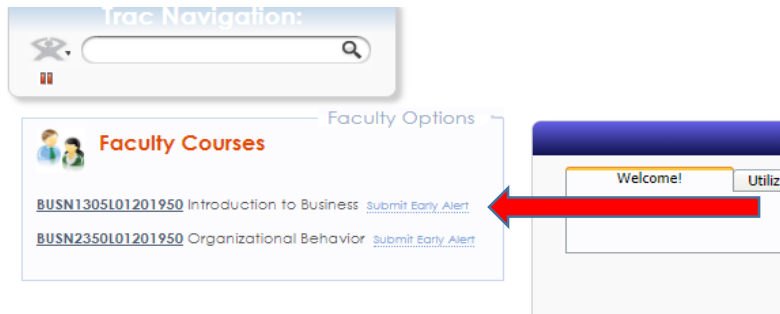 Trac Navigation:
Faculty Options
Faculty Courses
BUSN1305L01201950 Introduction to Business Submit Early Alert
BUSN2350L01201950 Organizational Behavior Submit Early Alert
Welcome!
Utiliz